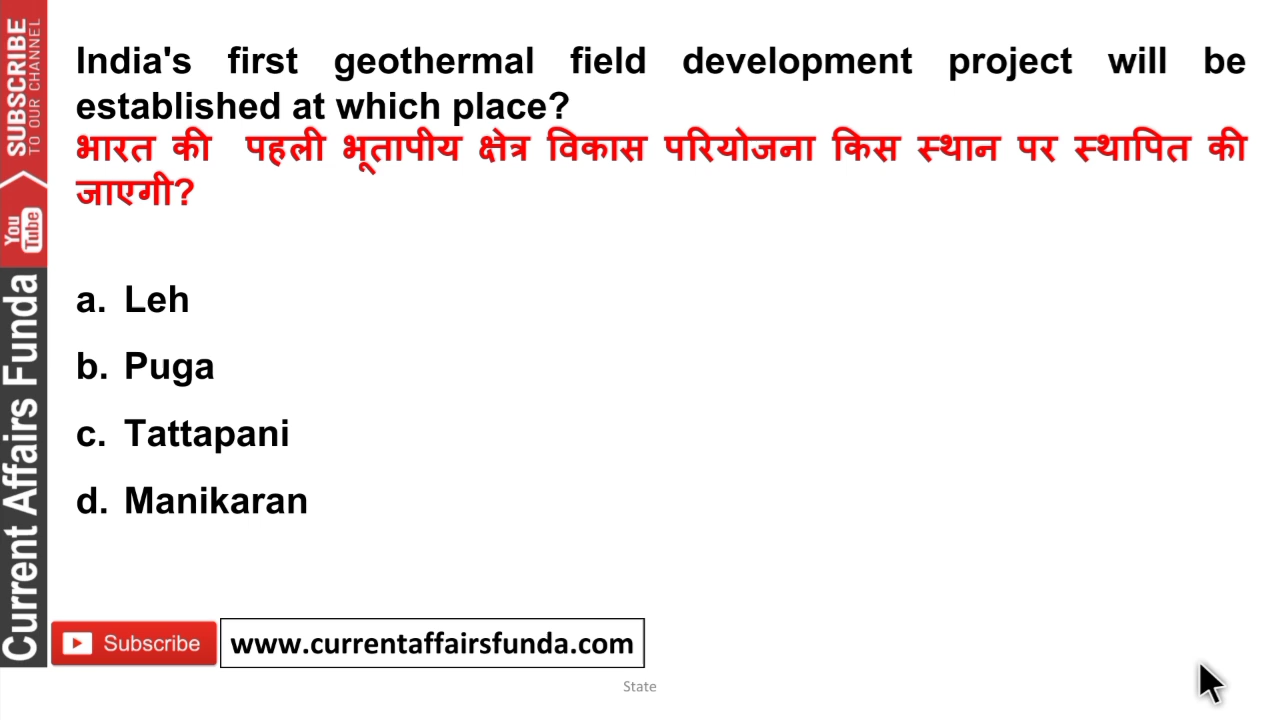 India's first geothermal field development project will be
established at which place?
भारत की पहली भूतापीय क्षेत्र विकास परियोजना किस स्थान पर स्थापित की
जाएगी?
a. Leh
b. Puga
c. Tattapani
d. Manikaran
SUBSCRIBE
TO OUR CHANNEL
You
Tube
Current Affairs Funda
Subscribe
www.currentaffairsfunda.com
State